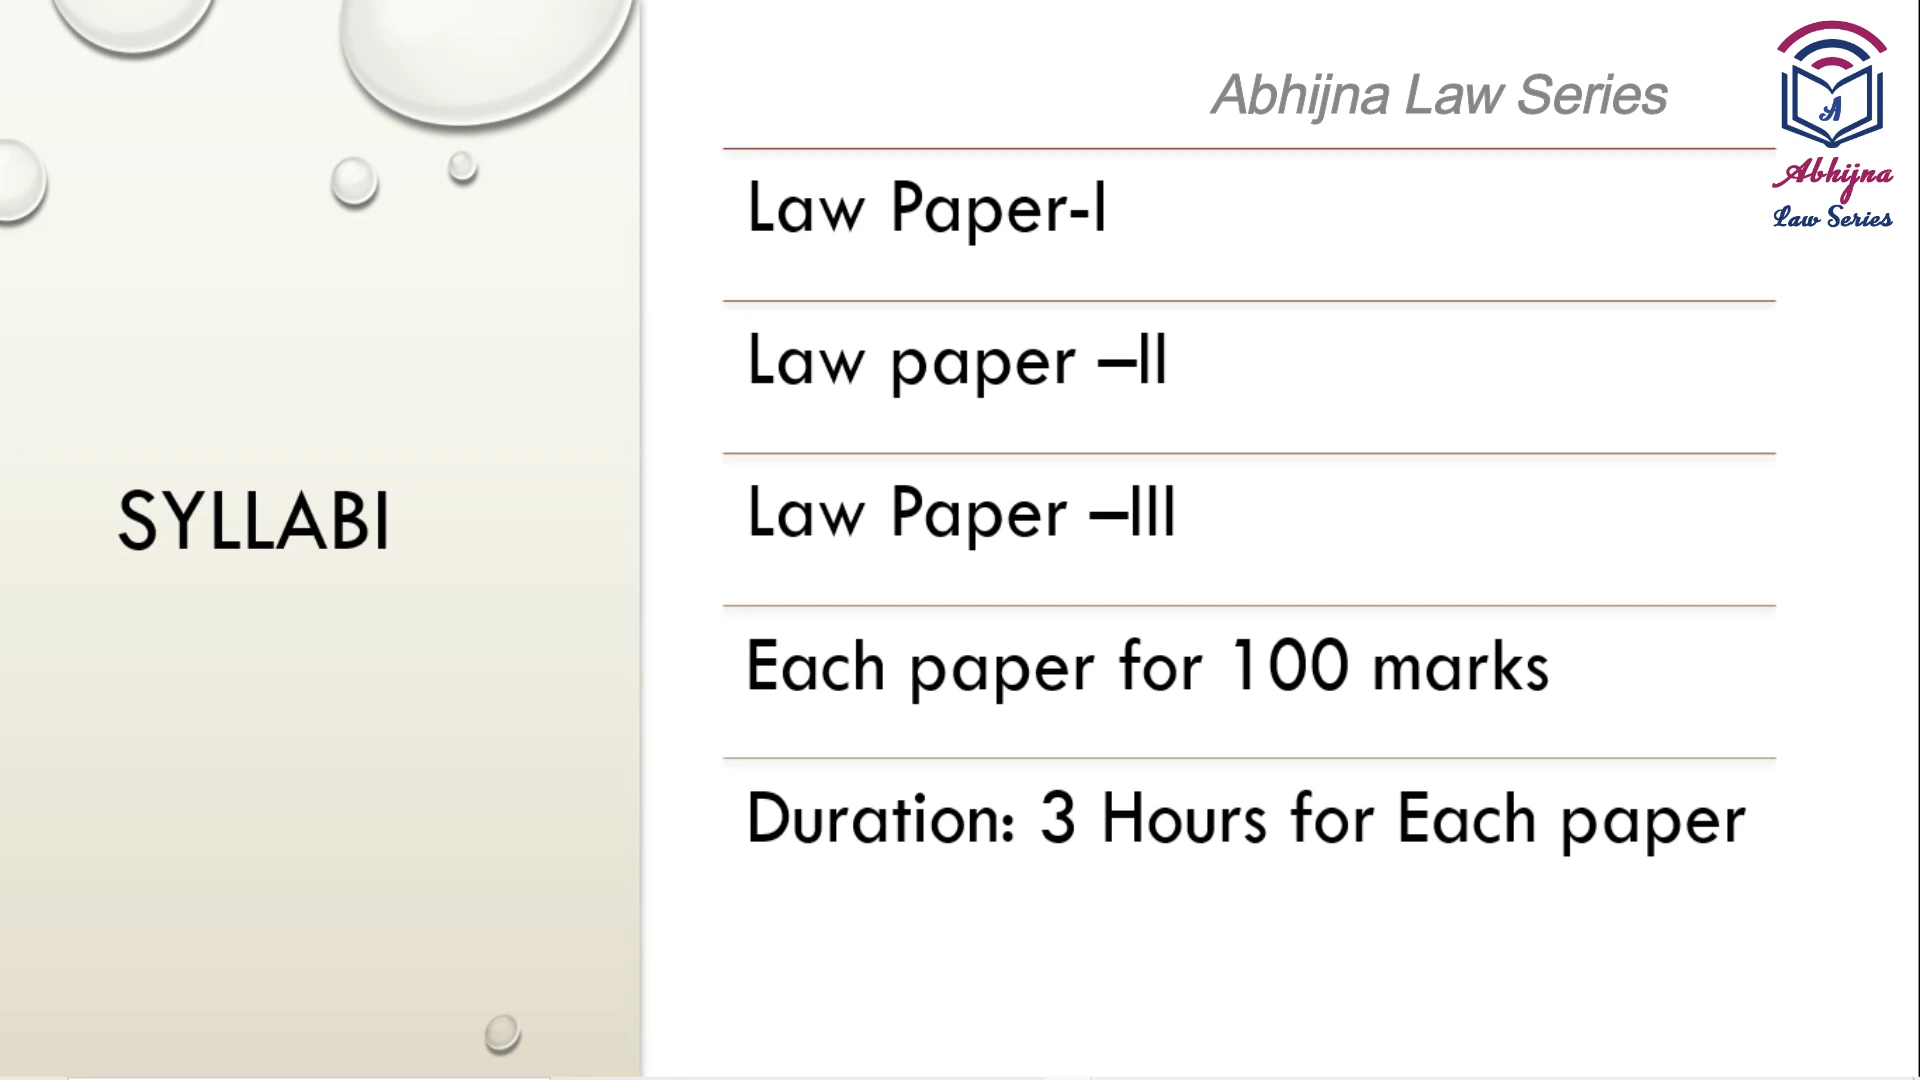 Abhijna Law Series
A
Abhijna
Law Series
SYLLABI
Law Paper-I
Law paper –II
Law Paper –III
Each paper for 100 marks
Duration: 3 Hours for Each paper